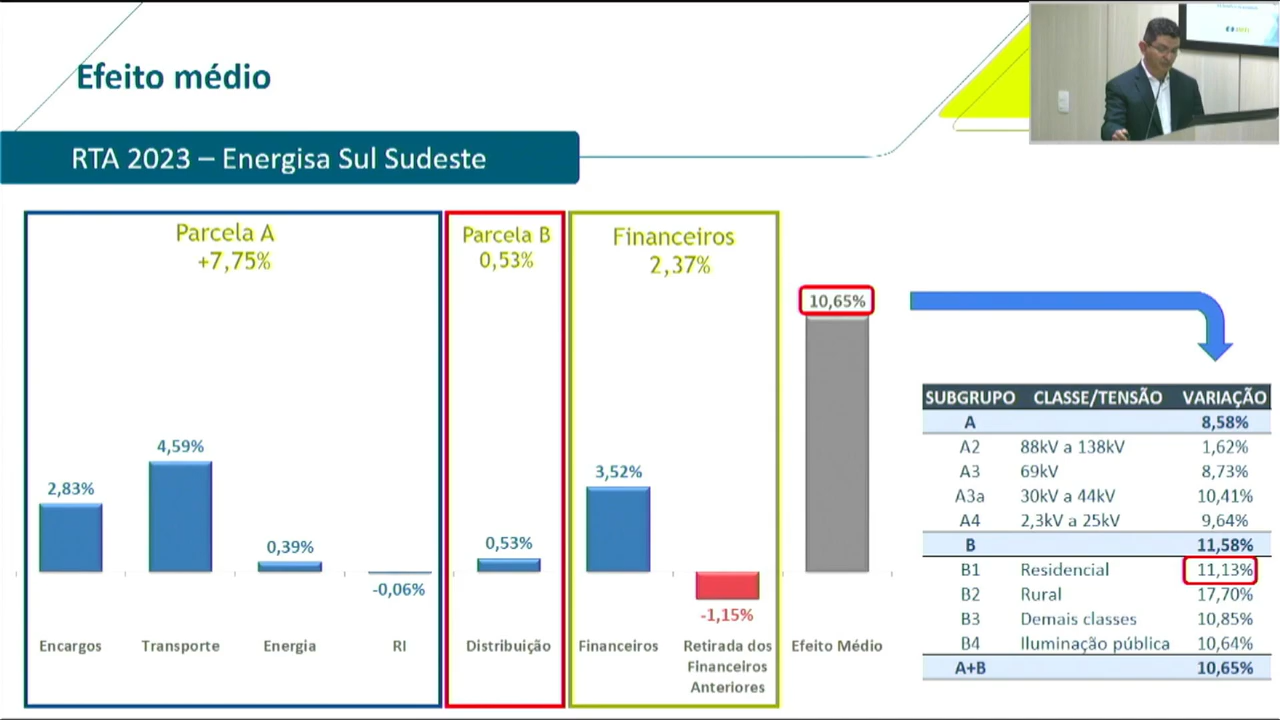 Efeito médio
RTA 2023 – Energisa Sul Sudeste
Parcela A
+7,75%
Parcela B
0,53%
Financeiros
2,37%
2,83%
4,59%
0,39%
-0,06%
0,53%
3,52%
-1,15%
10,65%
Encargos
Transporte
Energia
RI
Distribuição
Financeiros
Retirada dos
Financeiros
Anteriores
Efeito Médio
SUBGRUPO CLASSE/TENSÃO VARIAÇÃO
A 8,58%
A2 88kV a 138kV 1,62%
A3 69kV 8,73%
A3a 30kV a 44kV 10,41%
A4 2,3kV a 25kV 9,64%
B 11,58%
B1 Residencial 11,13%
B2 Rural 17,70%
B3 Demais classes 10,85%
B4 Iluminação pública 10,64%
A+B 10,65%